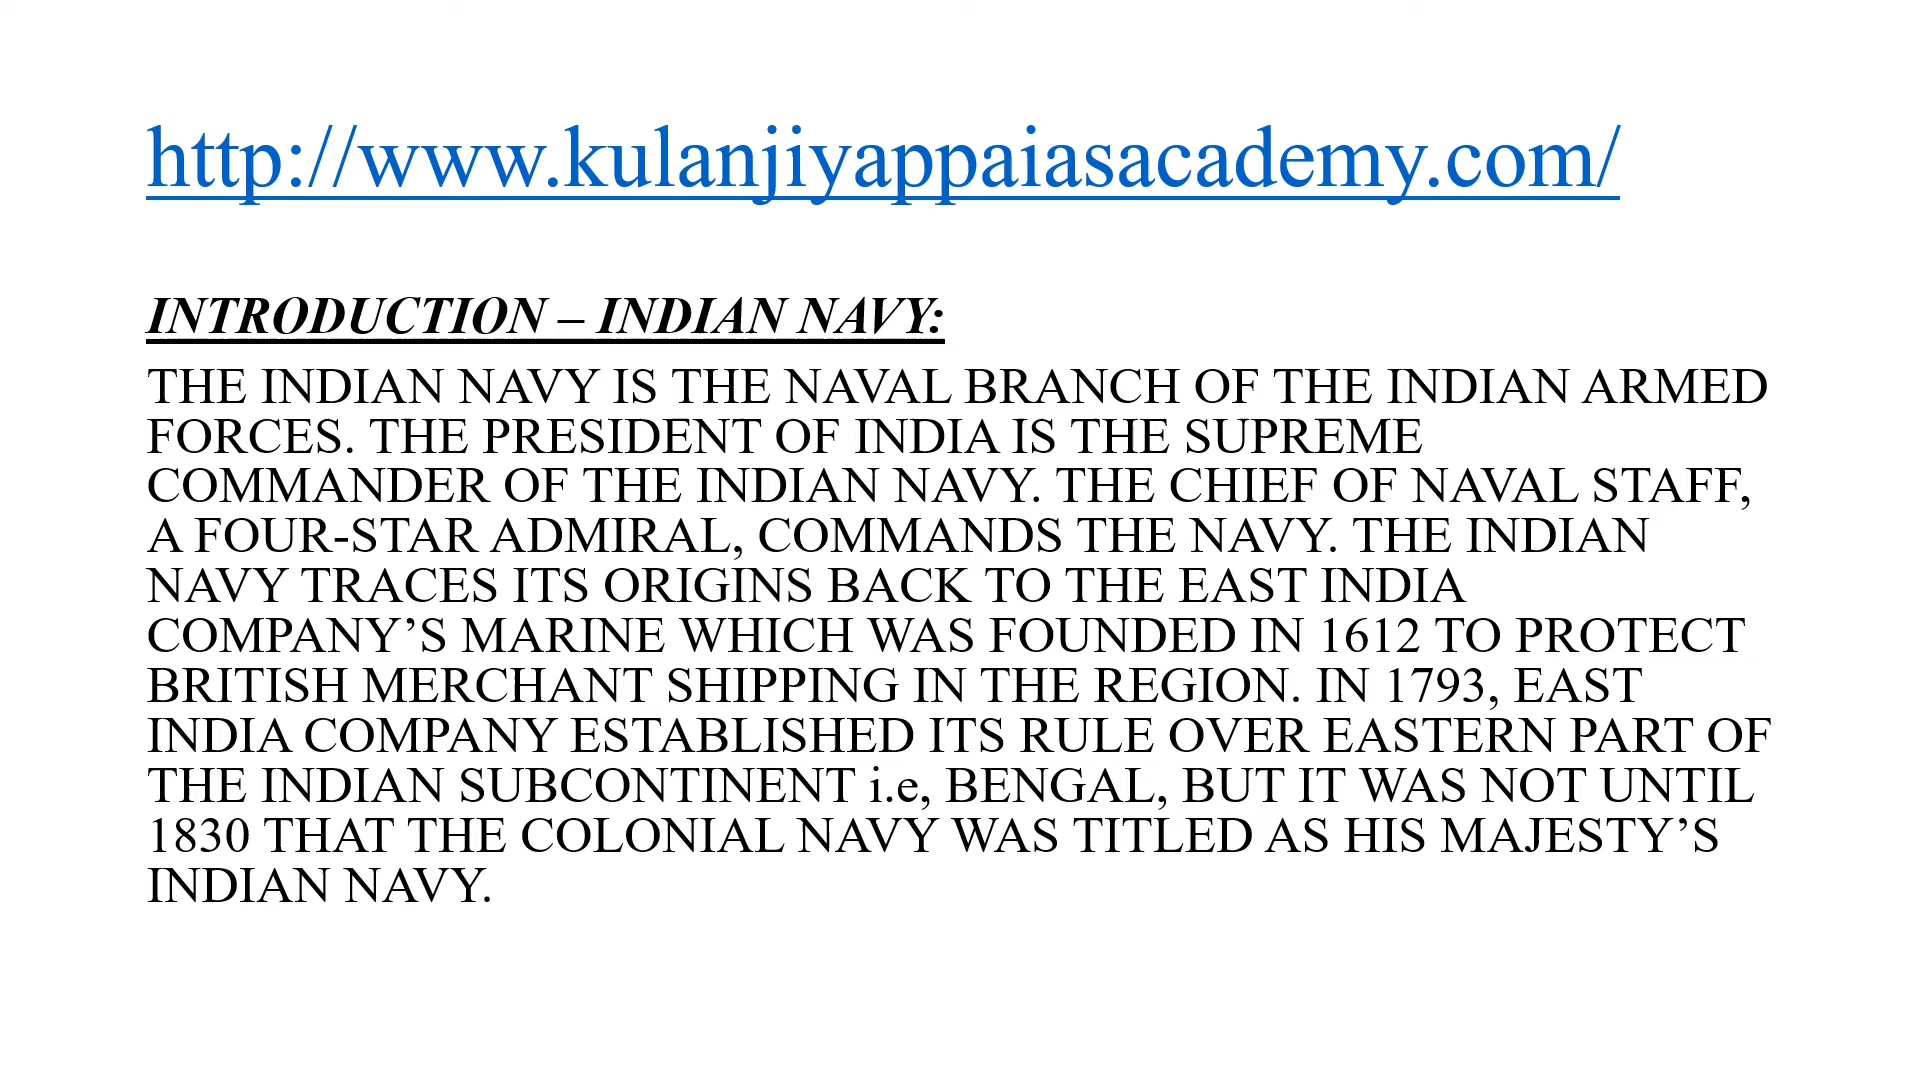 http://www.kulanjiyappaiasacademy.com/
INTRODUCTION – INDIAN NAVY:
THE INDIAN NAVY IS THE NAVAL BRANCH OF THE INDIAN ARMED
FORCES. THE PRESIDENT OF INDIA IS THE SUPREME
COMMANDER OF THE INDIAN NAVY. THE CHIEF OF NAVAL STAFF,
A FOUR-STAR ADMIRAL, COMMANDS THE NAVY. THE INDIAN
NAVY TRACES ITS ORIGINS BACK TO THE EAST INDIA
COMPANY’S MARINE WHICH WAS FOUNDED IN 1612 TO PROTECT
BRITISH MERCHANT SHIPPING IN THE REGION. IN 1793, EAST
INDIA COMPANY ESTABLISHED ITS RULE OVER EASTERN PART OF
THE INDIAN SUBCONTINENT i.e, BENGAL, BUT IT WAS NOT UNTIL
1830 THAT THE COLONIAL NAVY WAS TITLED AS HIS MAJESTY’S
INDIAN NAVY.